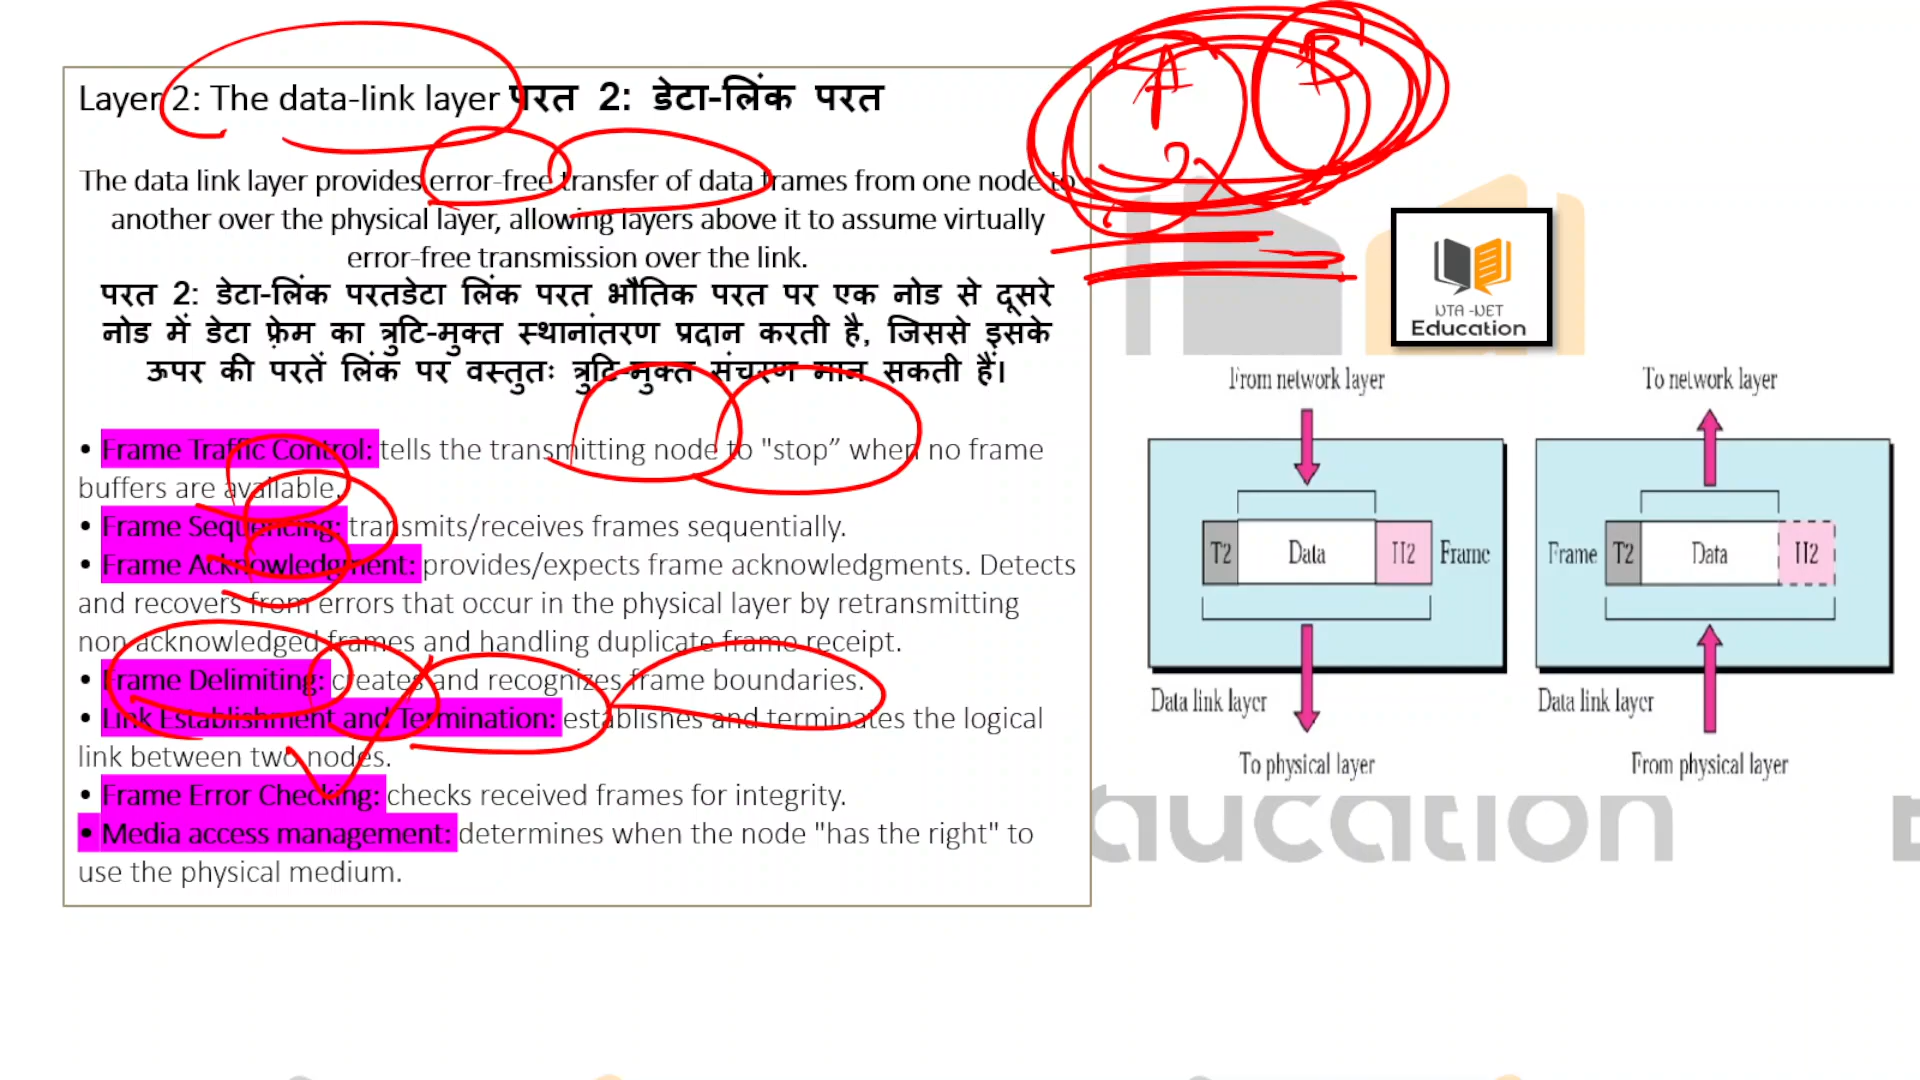 Layer 2: The data-link layer परत 2: डेटा-लिंक परत
The data link layer provides error-free transfer of data frames from one node to
another over the physical layer, allowing layers above it to assume virtually
error-free transmission over the link.
परत 2: डेटा-लिंक परतडेटा लिंक परत भौतिक परत पर एक नोड से दूसरे
नोड में डेटा फ़्रेम का त्रुटि-मुक्त स्थानांतरण प्रदान करती है, जिससे इसके
ऊपर की परतें लिंक पर वस्तुतः त्रुटि-मुक्त संचरण मान सकती हैं।
• Frame Traffic Control: tells the transmitting node to "stop” when no frame
buffers are available.
• Frame Sequencing: transmits/receives frames sequentially.
• Frame Acknowledgment: provides/expects frame acknowledgments. Detects
and recovers from errors that occur in the physical layer by retransmitting
non-acknowledged frames and handling duplicate frame receipt.
• Frame Delimiting: creates and recognizes frame boundaries.
• Link Establishment and Termination: establishes and terminates the logical
link between two nodes.
• Frame Error Checking: checks received frames for integrity.
• Media access management: determines when the node "has the right" to
use the physical medium.
A B
NTA -NET
Education
From network layer
To network layer
T2 Data H2 Frame
Frame T2 Data H2
Data link layer
Data link layer
To physical layer
From physical layer